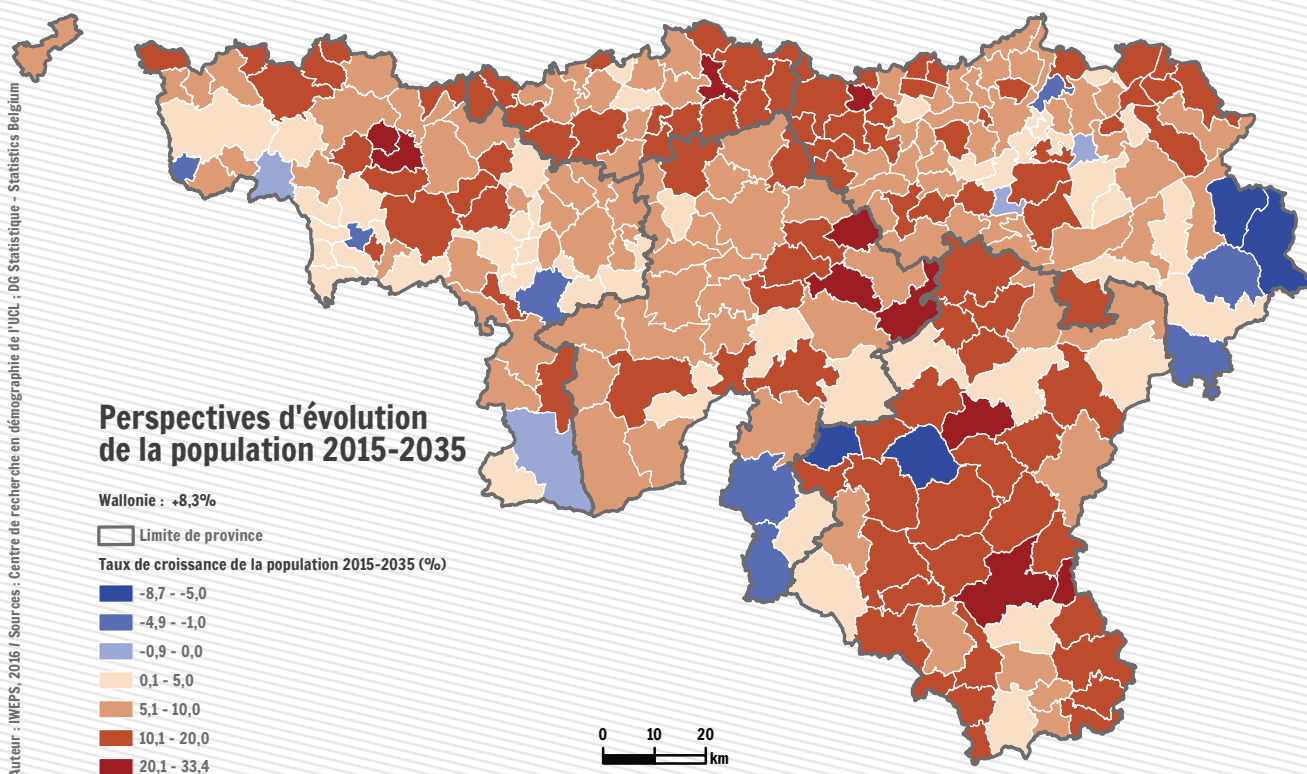 Perspectives d'évolution
de la population 2015-2035
Wallonie : +8,3%
Limite de province
Taux de croissance de la population 2015-2035 (%)
-8,7 - -5,0
-4,9 - -1,0
-0,9 - 0,0
0,1 - 5,0
5,1 - 10,0
10,1 - 20,0
20,1 - 33,4
0 10 20
km
Auteur : IWEPS, 2016 / Sources : Centre de recherche en démographie de l'UCL ; DG Statistique - Statistics Belgium